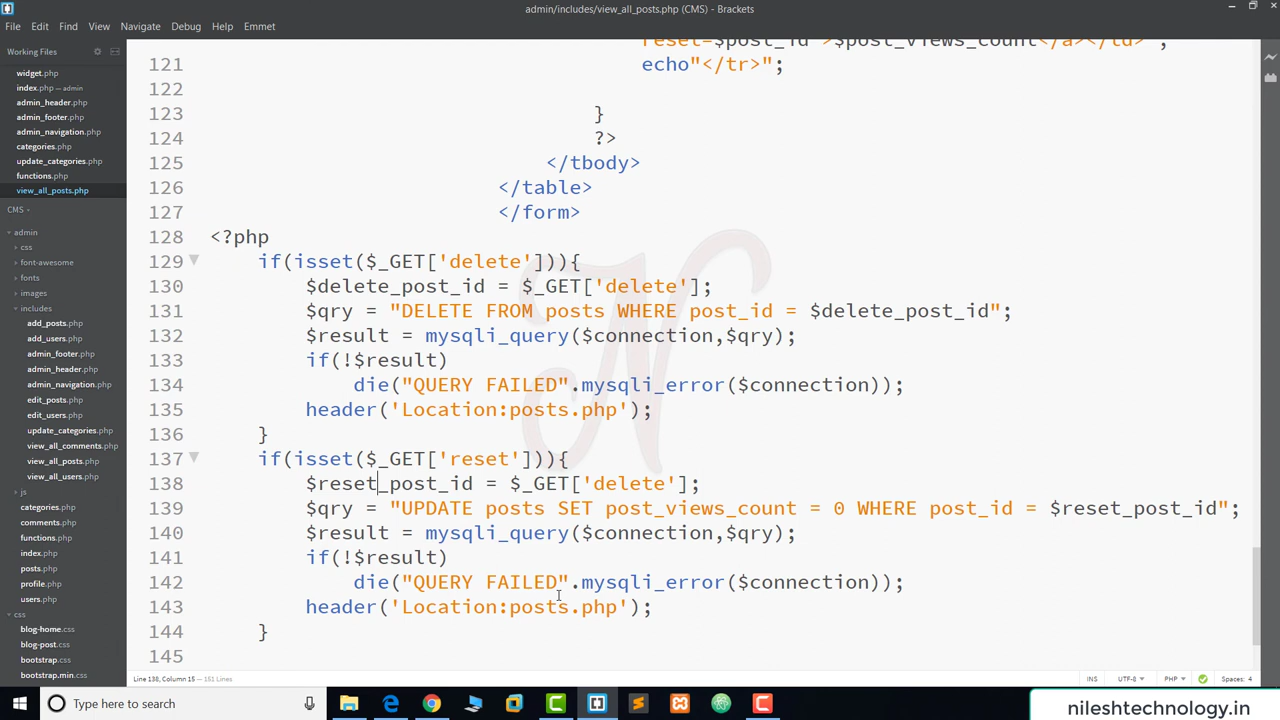 admin/includes/view_all_posts.php (CMS) - Brackets
File Edit Find View Navigate Debug Help Emmet
Working Files
widget.php
index.php — admin
admin_header.php
admin_footer.php
admin_navigation.php
categories.php
update_categories.php
functions.php
view_all_posts.php
CMS
admin
css
font-awesome
fonts
images
includes
add_posts.php
add_users.php
admin_footer.php
admin_header.php
admin_navigation.php
edit_posts.php
edit_users.php
update_categories.php
view_all_comments.php
view_all_posts.php
view_all_users.php
js
categories.php
comments.php
functions.php
index.php
posts.php
profile.php
users.php
css
blog-home.css
blog-post.css
bootstrap.css
bootstrap.min.css
reset=$post_id'>$post_views_count</a></td>";
121 echo"</tr>";
122
123 }
124 ?>
125 </tbody>
126 </table>
127 </form>
128 <?php
129 if(isset($_GET['delete'])){
130 $delete_post_id = $_GET['delete'];
131 $qry = "DELETE FROM posts WHERE post_id = $delete_post_id";
132 $result = mysqli_query($connection,$qry);
133 if(!$result)
134 die("QUERY FAILED".mysqli_error($connection));
135 header('Location:posts.php');
136 }
137 if(isset($_GET['reset'])){
138 $reset_post_id = $_GET['delete'];
139 $qry = "UPDATE posts SET post_views_count = 0 WHERE post_id = $reset_post_id";
140 $result = mysqli_query($connection,$qry);
141 if(!$result)
142 die("QUERY FAILED".mysqli_error($connection));
143 header('Location:posts.php');
144 }
145
Line 138, Column 15 — 151 Lines
INS UTF-8 PHP Spaces: 4
Type here to search
nileshtechnology.in